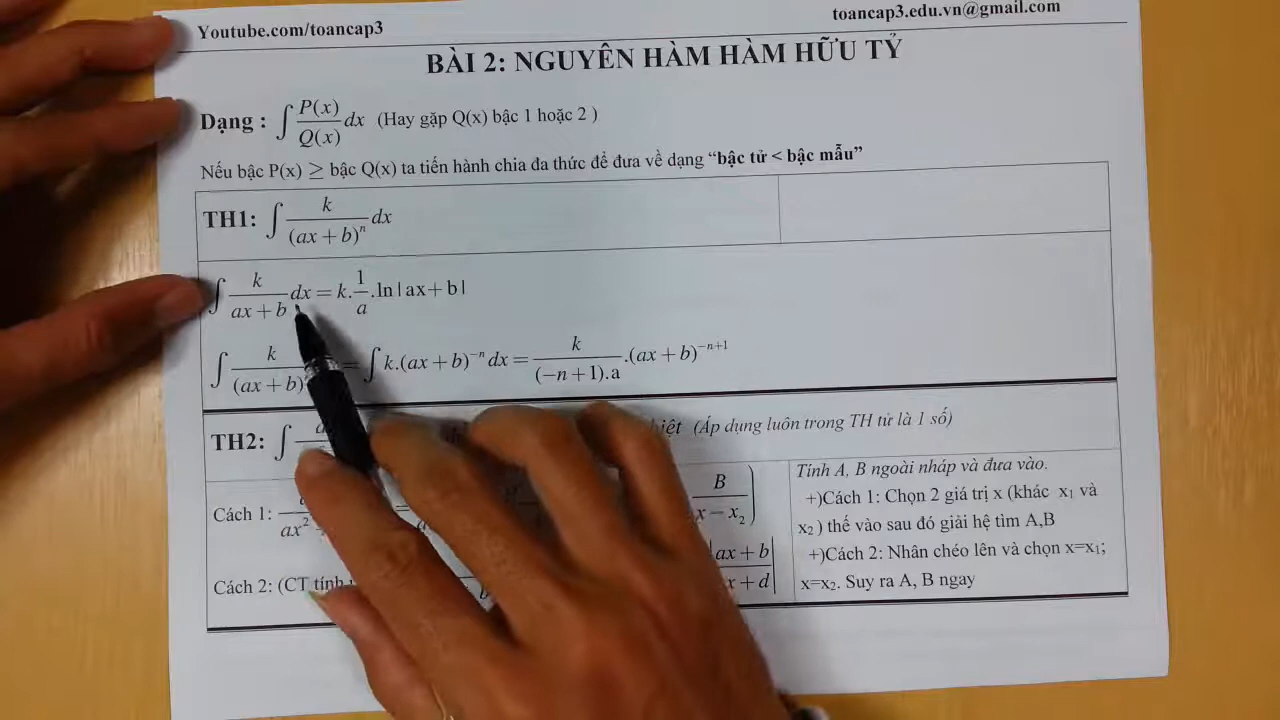 Youtube.com/toancap3
toancap3.edu.vn@gmail.com
BÀI 2: NGUYÊN HÀM HÀM HỮU TỶ
Dạng : ∫ P(x)/Q(x) dx (Hay gặp Q(x) bậc 1 hoặc 2 )
Nếu bậc P(x) ≥ bậc Q(x) ta tiến hành chia đa thức để đưa về dạng “bậc tử < bậc mẫu”
TH1: ∫ k/(ax + b)^n dx
∫ k/(ax + b) dx = k.1/a.ln|ax+b|
∫ k/(ax + b) = ∫ k.(ax + b)^(-n) dx = k/((-n+1).a).(ax + b)^(-n+1)
TH2: ∫ (Áp dụng luôn trong TH tử là 1 số)
Cách 1: ax² = B/(x − x₂))
Cách 2: (CT tính |ax + b|
Tính A, B ngoài nháp và đưa vào.
+)Cách 1: Chọn 2 giá trị x (khác x₁ và
x₂ ) thế vào sau đó giải hệ tìm A,B
+)Cách 2: Nhân chéo lên và chọn x=x₁;
x=x₂. Suy ra A, B ngay